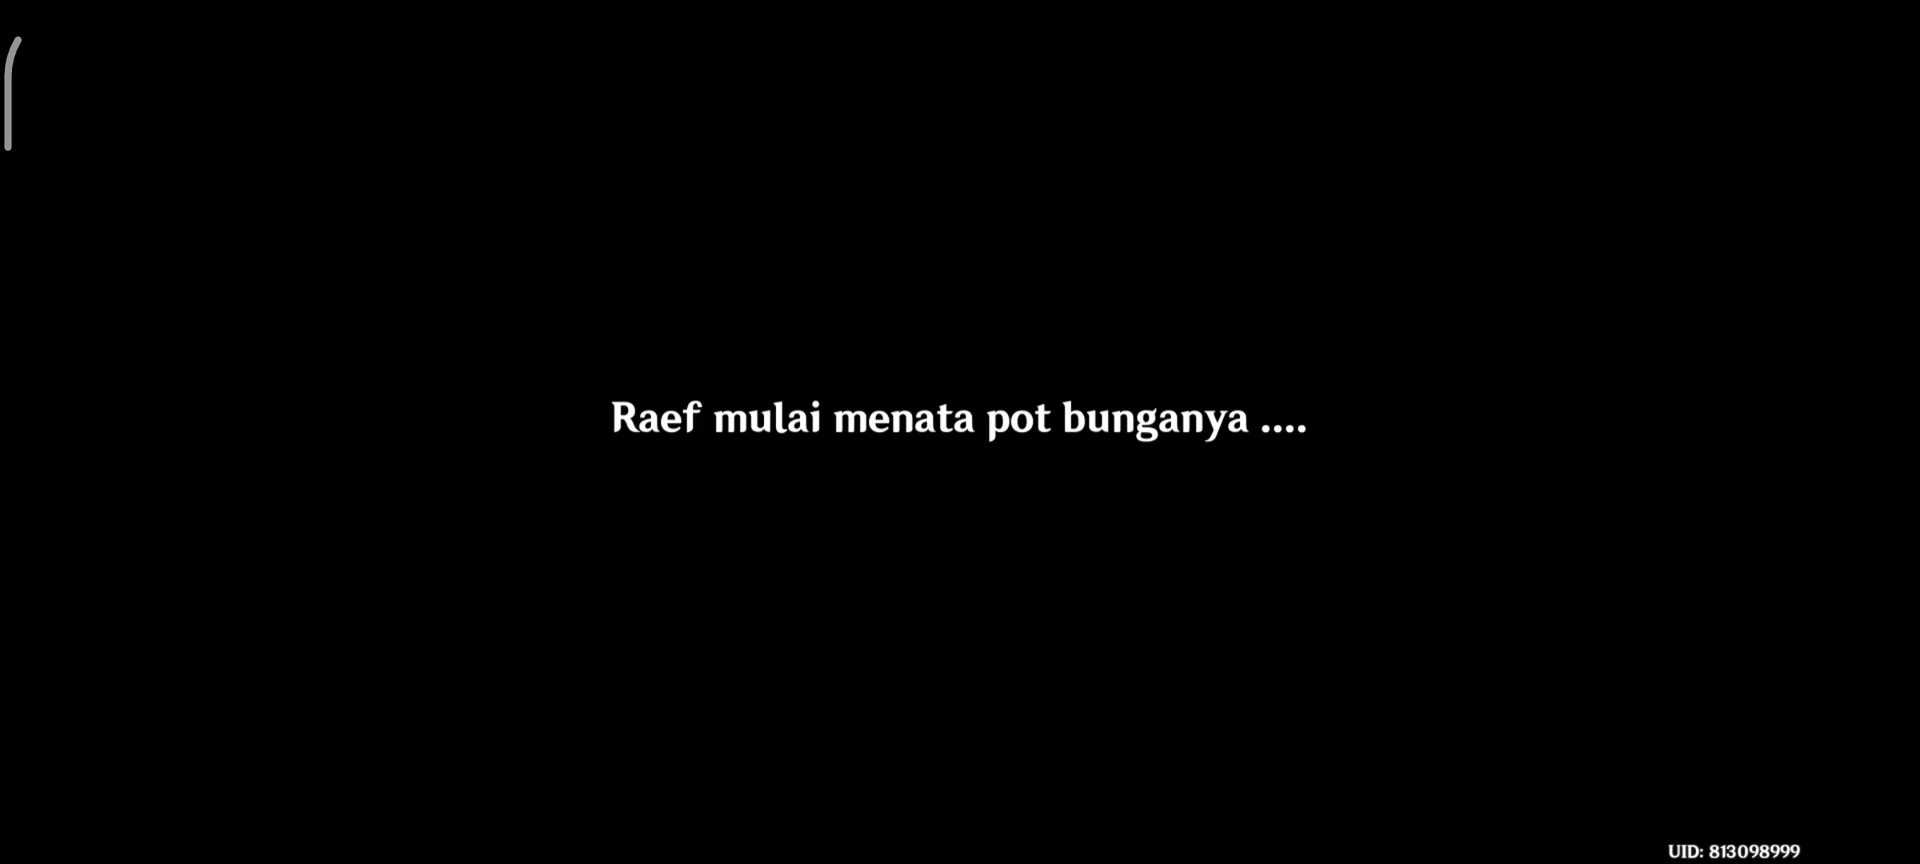 Raef mulai menata pot bunganya ....
UID: 813098999